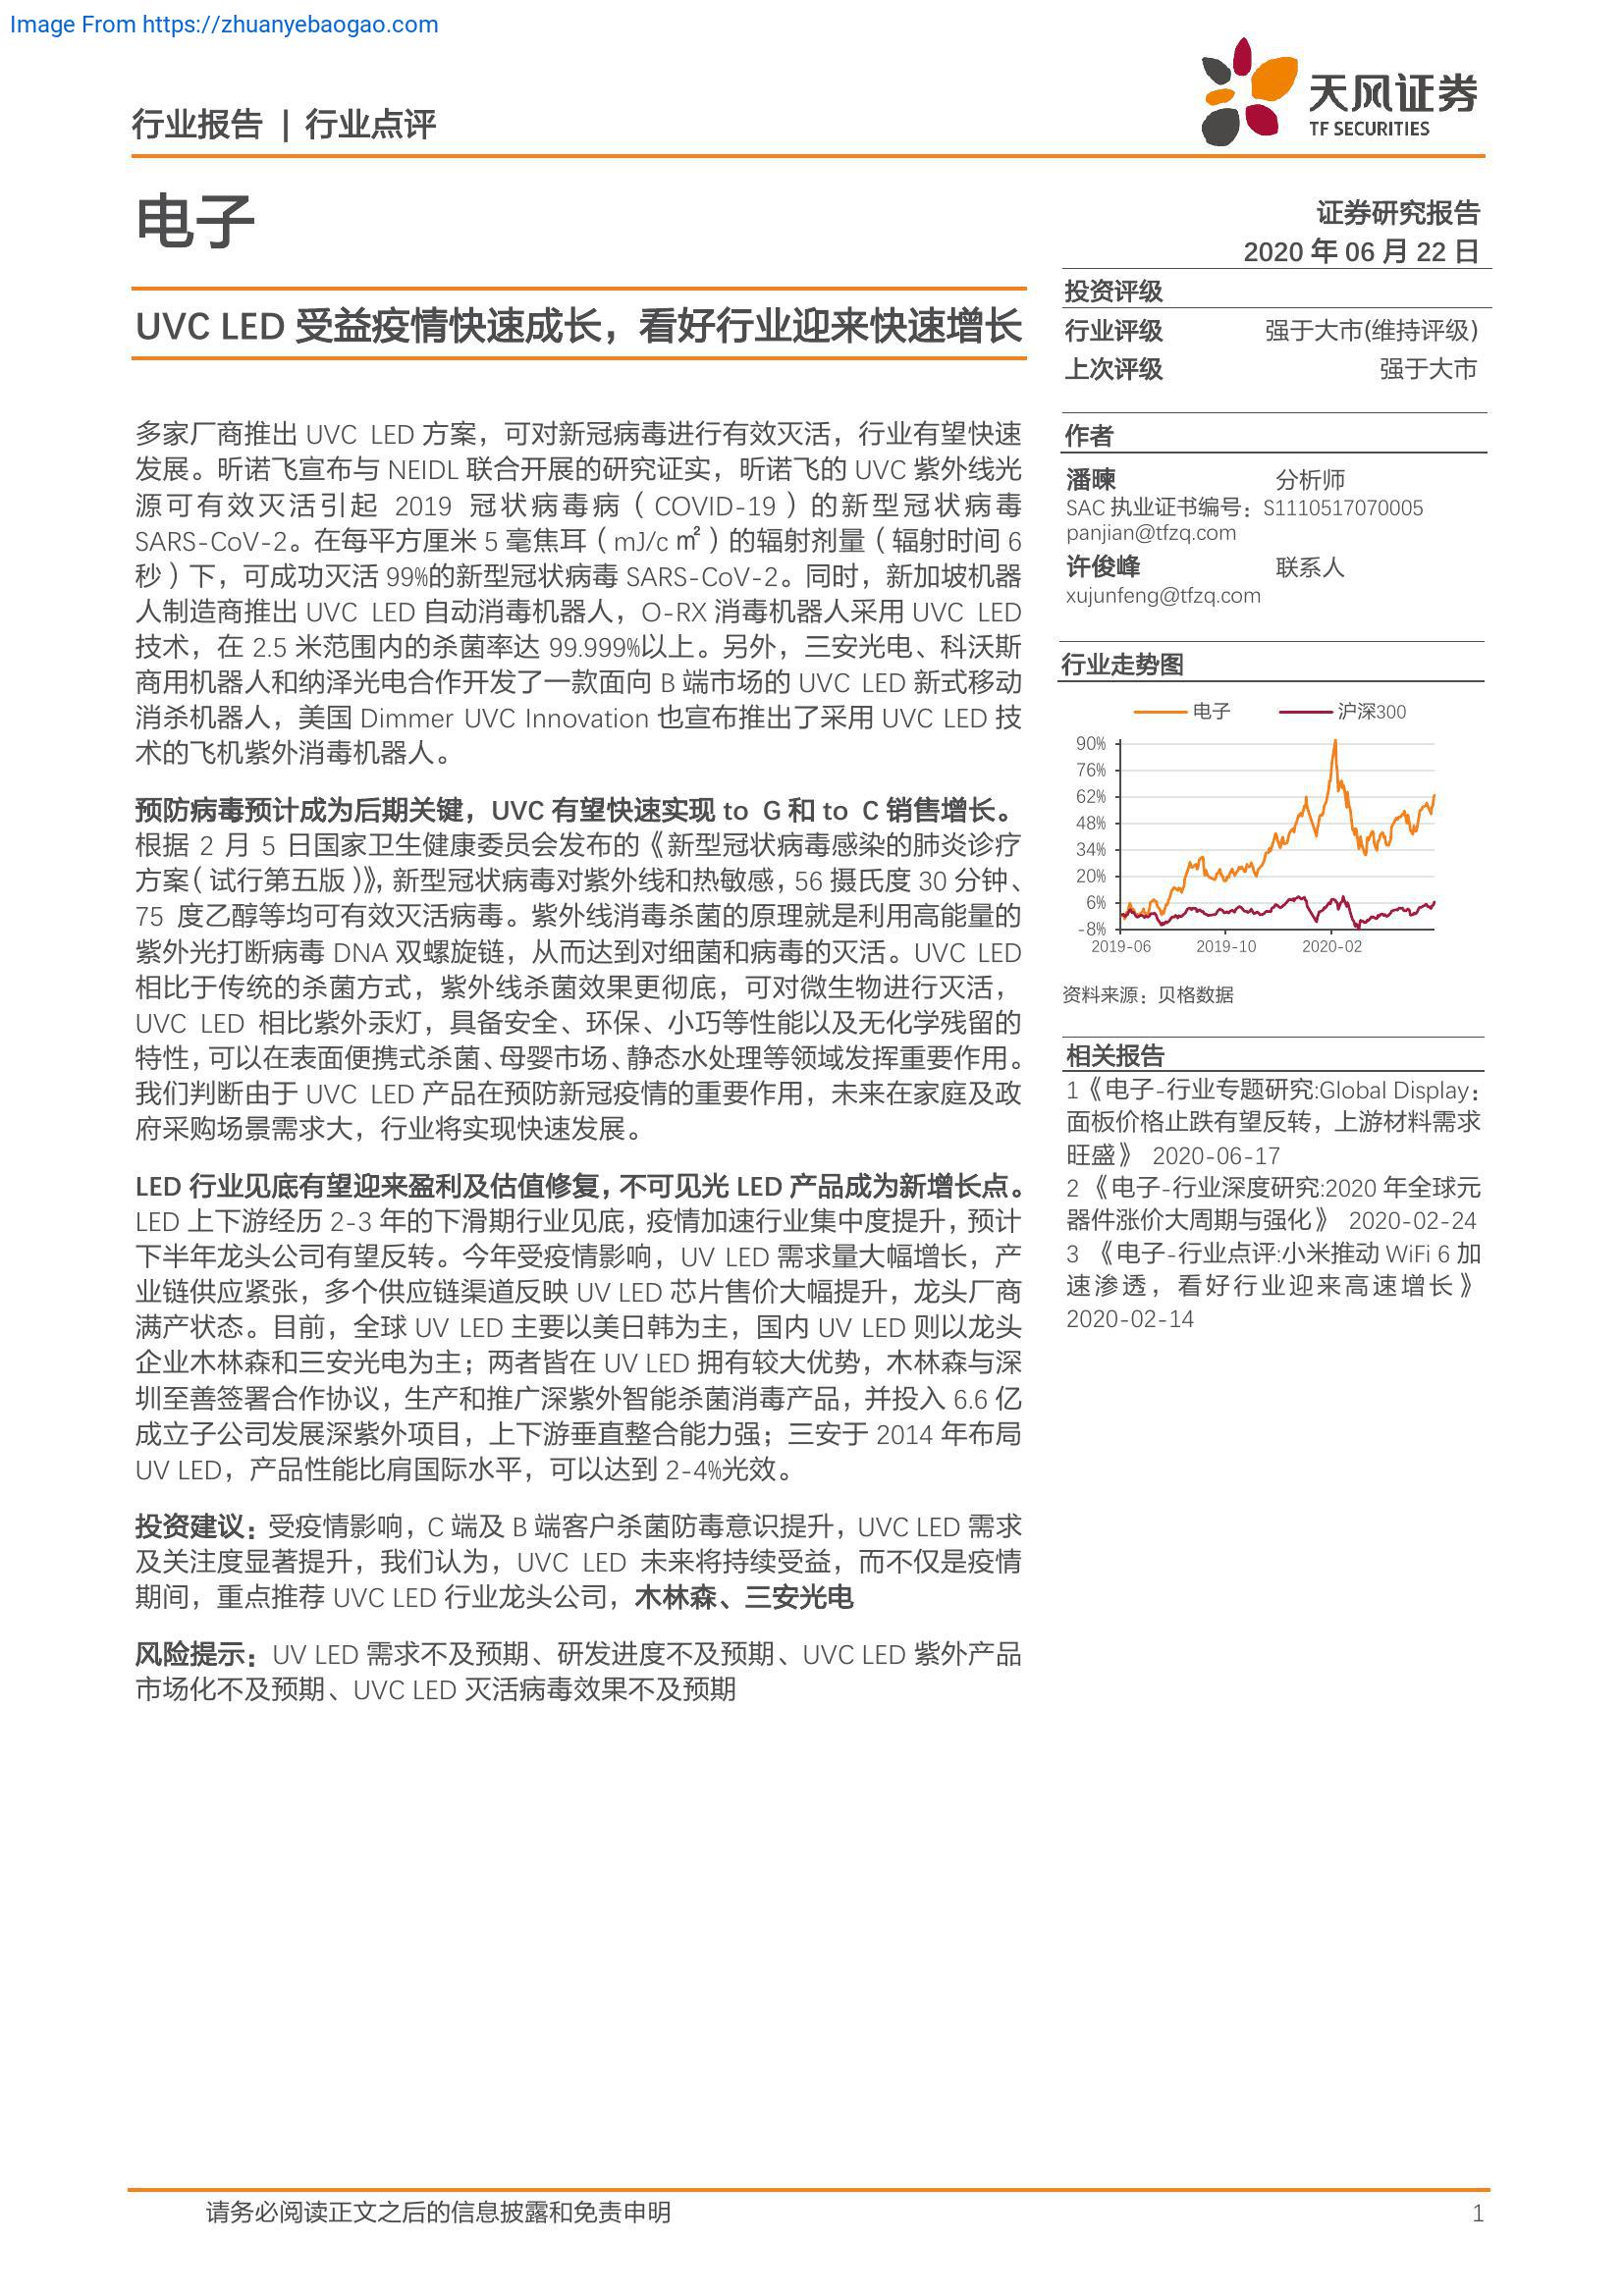 Image From https://zhuanyebaogao.com
天风证券
TF SECURITIES
行业报告 | 行业点评
电子
证券研究报告
2020 年 06 月 22 日
UVC LED 受益疫情快速成长，看好行业迎来快速增长
多家厂商推出 UVC LED 方案，可对新冠病毒进行有效灭活，行业有望快速
发展。昕诺飞宣布与 NEIDL 联合开展的研究证实，昕诺飞的 UVC 紫外线光
源可有效灭活引起 2019 冠状病毒病（COVID-19）的新型冠状病毒
SARS-CoV-2。在每平方厘米 5 毫焦耳（mJ/c㎡）的辐射剂量（辐射时间 6
秒）下，可成功灭活 99%的新型冠状病毒 SARS-CoV-2。同时，新加坡机器
人制造商推出 UVC LED 自动消毒机器人，O-RX 消毒机器人采用 UVC LED
技术，在 2.5 米范围内的杀菌率达 99.999%以上。另外，三安光电、科沃斯
商用机器人和纳泽光电合作开发了一款面向 B 端市场的 UVC LED 新式移动
消杀机器人，美国 Dimmer UVC Innovation 也宣布推出了采用 UVC LED 技
术的飞机紫外消毒机器人。
预防病毒预计成为后期关键，UVC 有望快速实现 to G 和 to C 销售增长。
根据 2 月 5 日国家卫生健康委员会发布的《新型冠状病毒感染的肺炎诊疗
方案（试行第五版）》，新型冠状病毒对紫外线和热敏感，56 摄氏度 30 分钟、
75 度乙醇等均可有效灭活病毒。紫外线消毒杀菌的原理就是利用高能量的
紫外光打断病毒 DNA 双螺旋链，从而达到对细菌和病毒的灭活。UVC LED
相比于传统的杀菌方式，紫外线杀菌效果更彻底，可对微生物进行灭活，
UVC LED 相比紫外汞灯，具备安全、环保、小巧等性能以及无化学残留的
特性，可以在表面便携式杀菌、母婴市场、静态水处理等领域发挥重要作用。
我们判断由于 UVC LED 产品在预防新冠疫情的重要作用，未来在家庭及政
府采购场景需求大，行业将实现快速发展。
LED 行业见底有望迎来盈利及估值修复，不可见光 LED 产品成为新增长点。
LED 上下游经历 2-3 年的下滑期行业见底，疫情加速行业集中度提升，预计
下半年龙头公司有望反转。今年受疫情影响，UV LED 需求量大幅增长，产
业链供应紧张，多个供应链渠道反映 UV LED 芯片售价大幅提升，龙头厂商
满产状态。目前，全球 UV LED 主要以美日韩为主，国内 UV LED 则以龙头
企业木林森和三安光电为主；两者皆在 UV LED 拥有较大优势，木林森与深
圳至善签署合作协议，生产和推广深紫外智能杀菌消毒产品，并投入 6.6 亿
成立子公司发展深紫外项目，上下游垂直整合能力强；三安于 2014 年布局
UV LED，产品性能比肩国际水平，可以达到 2-4%光效。
投资建议：受疫情影响，C 端及 B 端客户杀菌防毒意识提升，UVC LED 需求
及关注度显著提升，我们认为，UVC LED 未来将持续受益，而不仅是疫情
期间，重点推荐 UVC LED 行业龙头公司，木林森、三安光电
风险提示：UV LED 需求不及预期、研发进度不及预期、UVC LED 紫外产品
市场化不及预期、UVC LED 灭活病毒效果不及预期
投资评级
行业评级 强于大市(维持评级)
上次评级 强于大市
作者
潘暕 分析师
SAC 执业证书编号：S1110517070005
panjian@tfzq.com
许俊峰 联系人
xujunfeng@tfzq.com
行业走势图
电子 沪深300
90%
76%
62%
48%
34%
20%
6%
-8%
2019-06 2019-10 2020-02
资料来源：贝格数据
相关报告
1《电子-行业专题研究:Global Display：
面板价格止跌有望反转，上游材料需求
旺盛》 2020-06-17
2 《电子-行业深度研究:2020 年全球元
器件涨价大周期与强化》 2020-02-24
3 《电子-行业点评:小米推动 WiFi 6 加
速渗透，看好行业迎来高速增长》
2020-02-14
请务必阅读正文之后的信息披露和免责申明 1